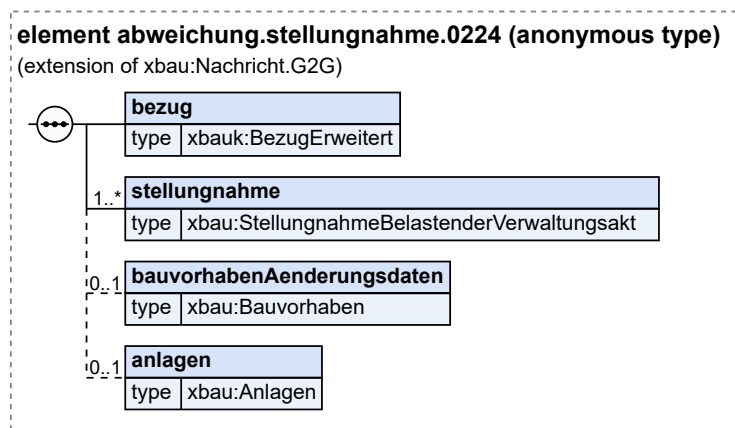 element abweichung.stellungnahme.0224 (anonymous type)
(extension of xbau:Nachricht.G2G)
bezug
type xbauk:BezugErweitert
1..* stellungnahme
type xbau:StellungnahmeBelastenderVerwaltungsakt
0..1 bauvorhabenAenderungsdaten
type xbau:Bauvorhaben
0..1 anlagen
type xbau:Anlagen